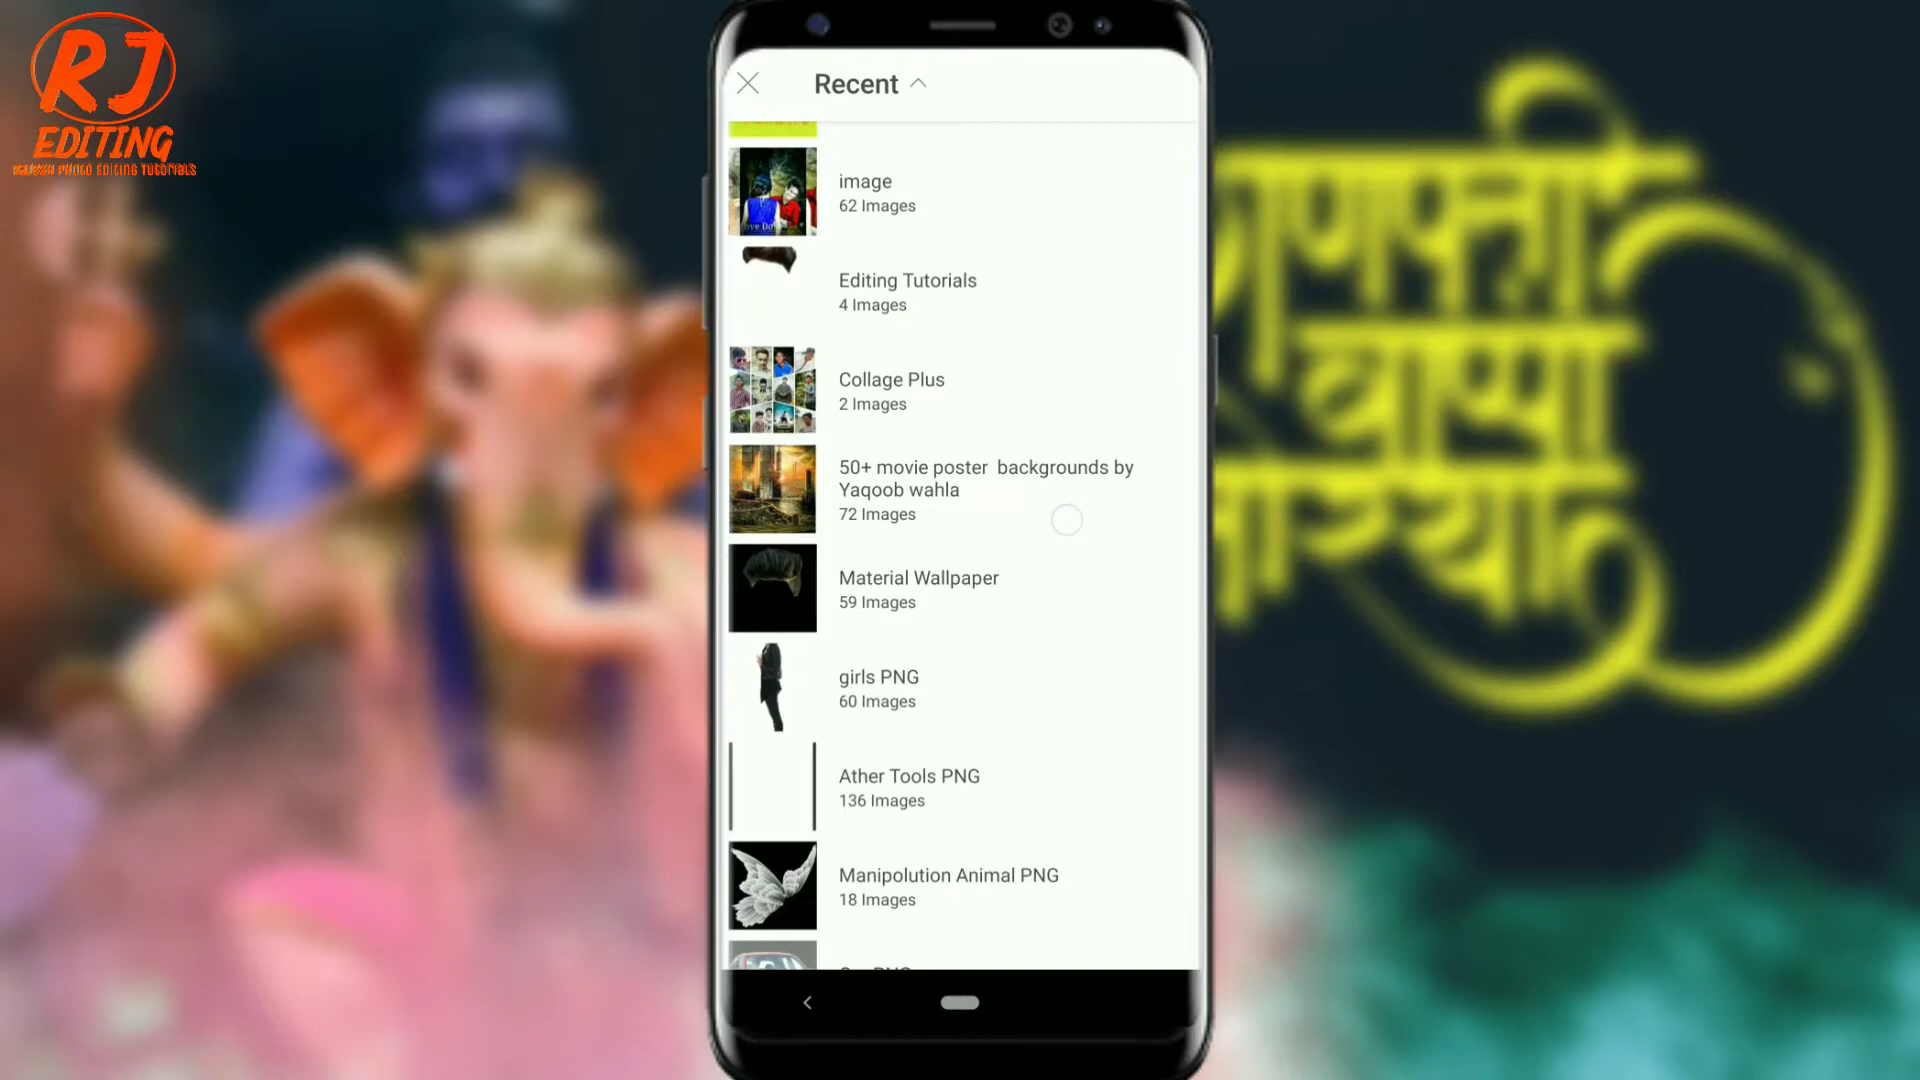 RJ
EDITING
Recent
image
62 Images
Editing Tutorials
4 Images
Collage Plus
2 Images
50+ movie poster backgrounds by
Yaqoob wahla
72 Images
Material Wallpaper
59 Images
girls PNG
60 Images
Ather Tools PNG
136 Images
Manipolution Animal PNG
18 Images
बाप्पा